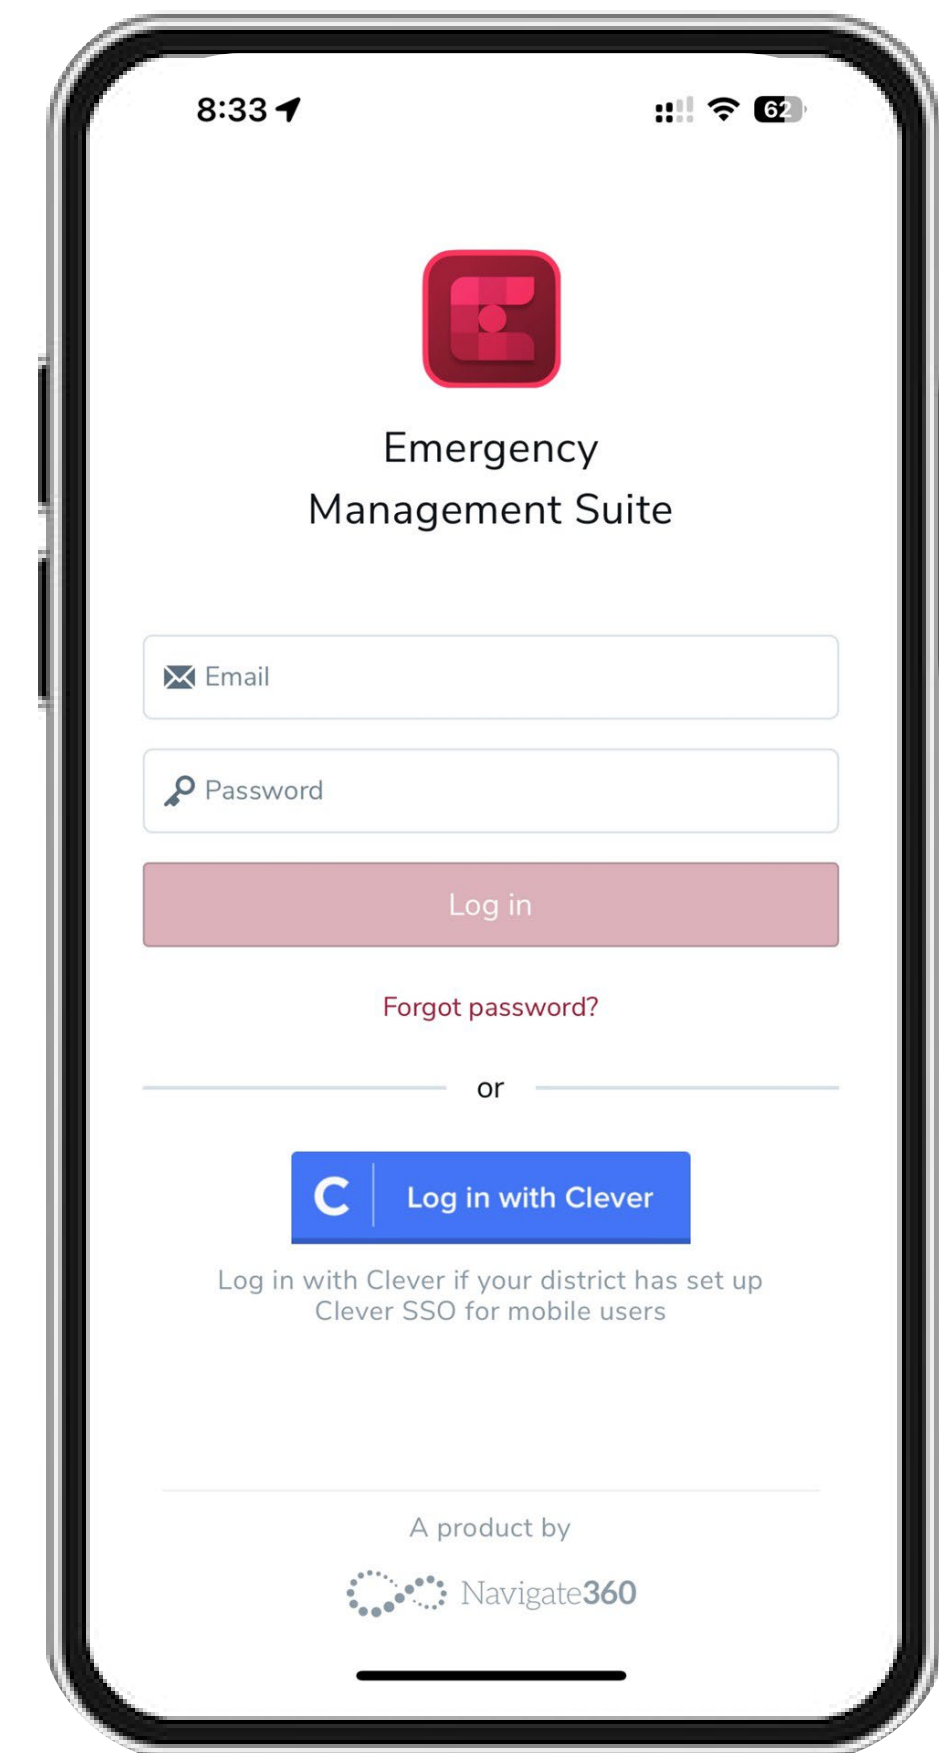 8:33
62
Emergency
Management Suite
Email
Password
Log in
Forgot password?
or
C
Log in with Clever
Log in with Clever if your district has set up
Clever SSO for mobile users
A product by
Navigate360